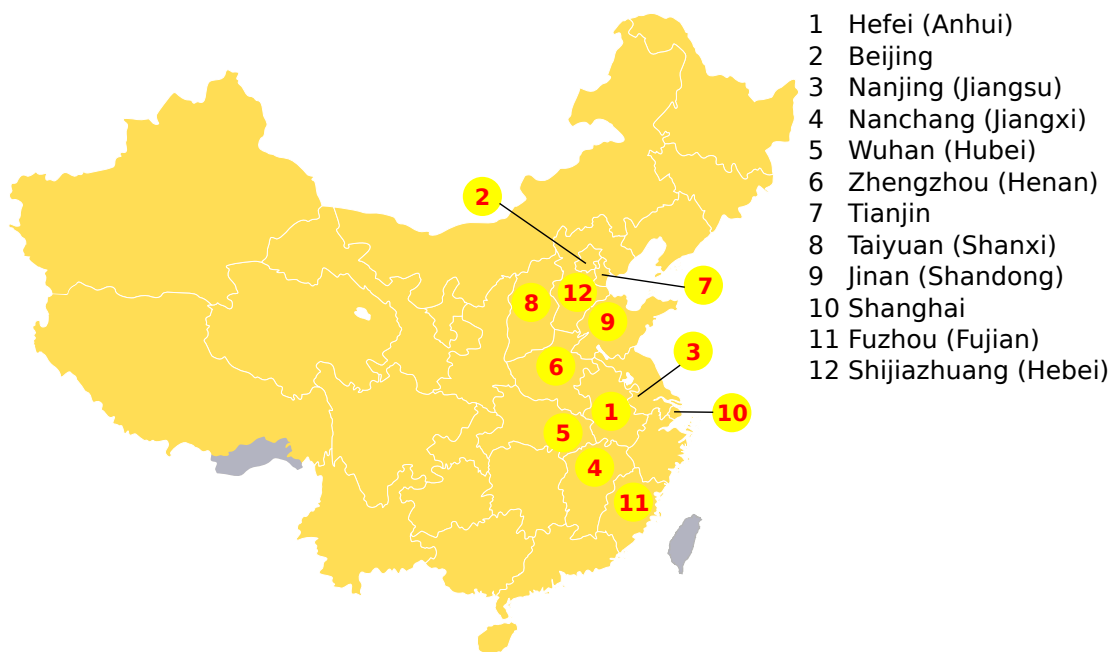 1 Hefei (Anhui)
2 Beijing
3 Nanjing (Jiangsu)
4 Nanchang (Jiangxi)
5 Wuhan (Hubei)
6 Zhengzhou (Henan)
7 Tianjin
8 Taiyuan (Shanxi)
9 Jinan (Shandong)
10 Shanghai
11 Fuzhou (Fujian)
12 Shijiazhuang (Hebei)
2
7
12
8
9
3
6
1
10
5
4
11